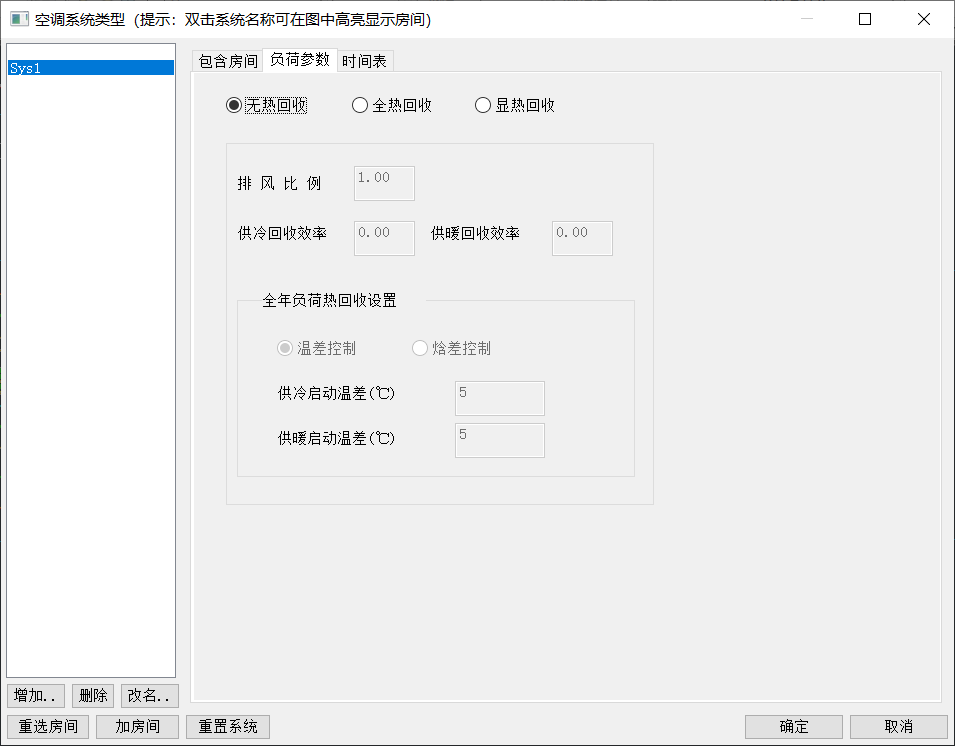 空调系统类型（提示：双击系统名称可在图中高亮显示房间）
Sys1
包含房间 负荷参数 时间表
无热回收 全热回收 显热回收
排 风 比 例 1.00
供冷回收效率 0.00 供暖回收效率 0.00
全年负荷热回收设置
温差控制 焓差控制
供冷启动温差(℃) 5
供暖启动温差(℃) 5
增加.. 删除 改名..
重选房间 加房间 重置系统 确定 取消